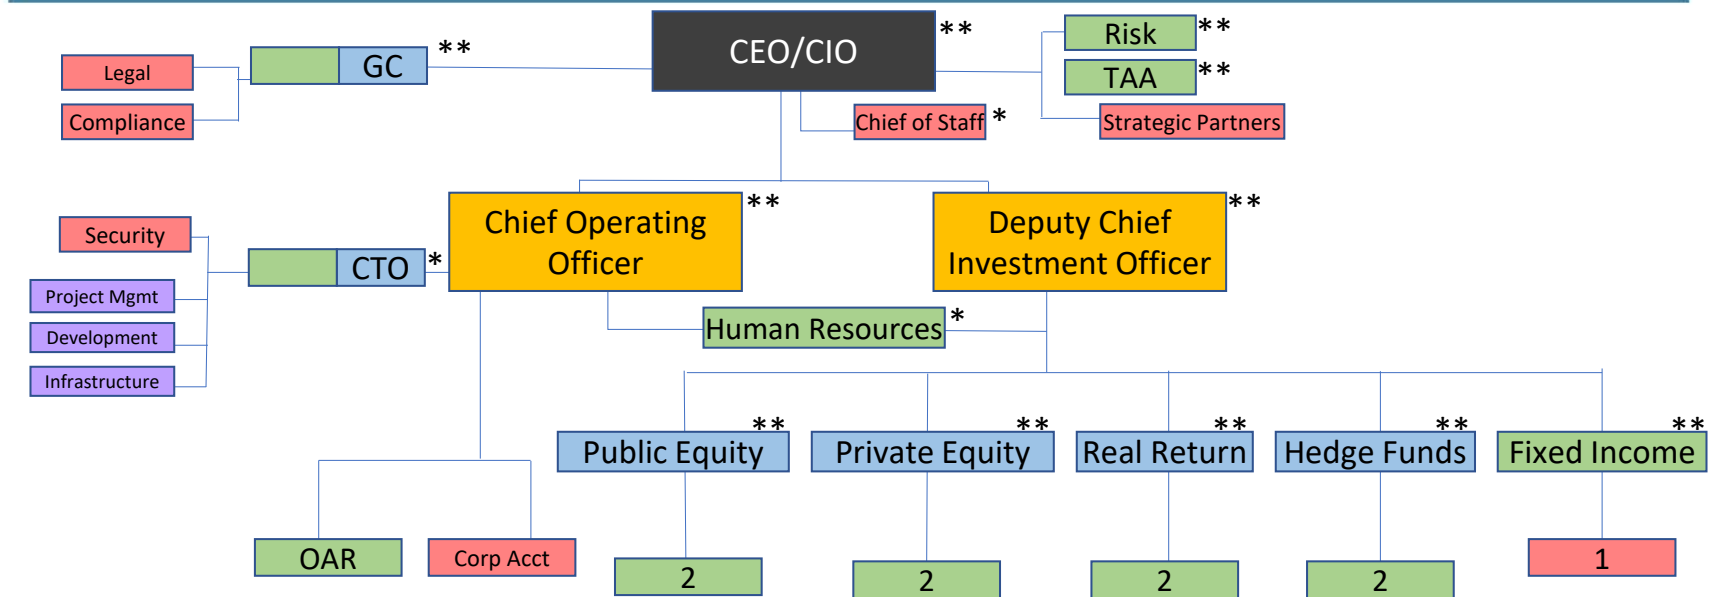 CEO/CIO **
Risk **
GC **
Legal
TAA **
Compliance
Chief of Staff *
Strategic Partners
Chief Operating
Officer **
Deputy Chief
Investment Officer **
Security
CTO *
Project Mgmt
Development
Infrastructure
Human Resources *
Public Equity **
Private Equity **
Real Return **
Hedge Funds **
Fixed Income **
OAR
Corp Acct
2
2
2
2
1